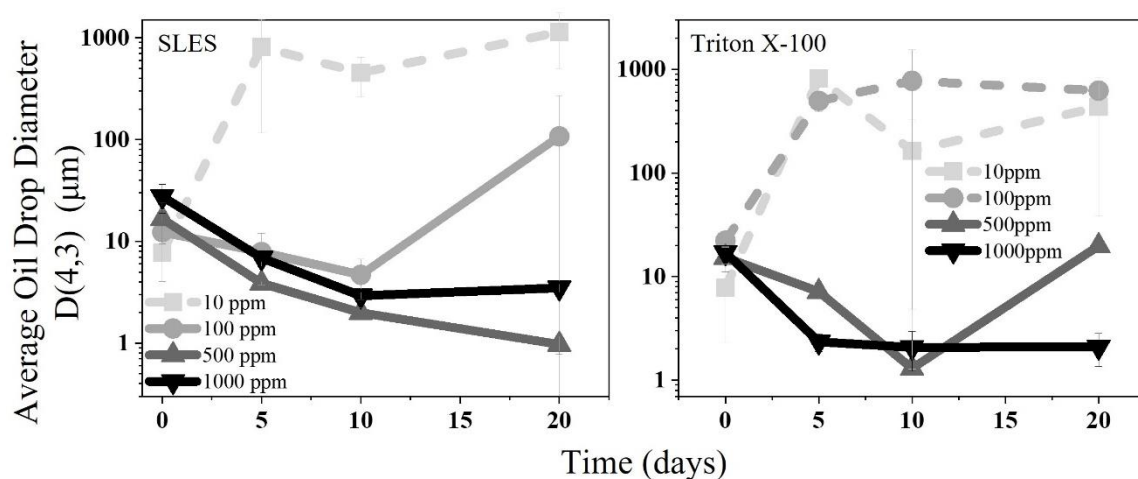 Average Oil Drop Diameter
D(4,3) (μm)
SLES
1000
100
10
1
10 ppm
100 ppm
500 ppm
1000 ppm
0
5
10
15
20
Triton X-100
1000
100
10
1
10ppm
100ppm
500ppm
1000ppm
0
5
10
15
20
Time (days)